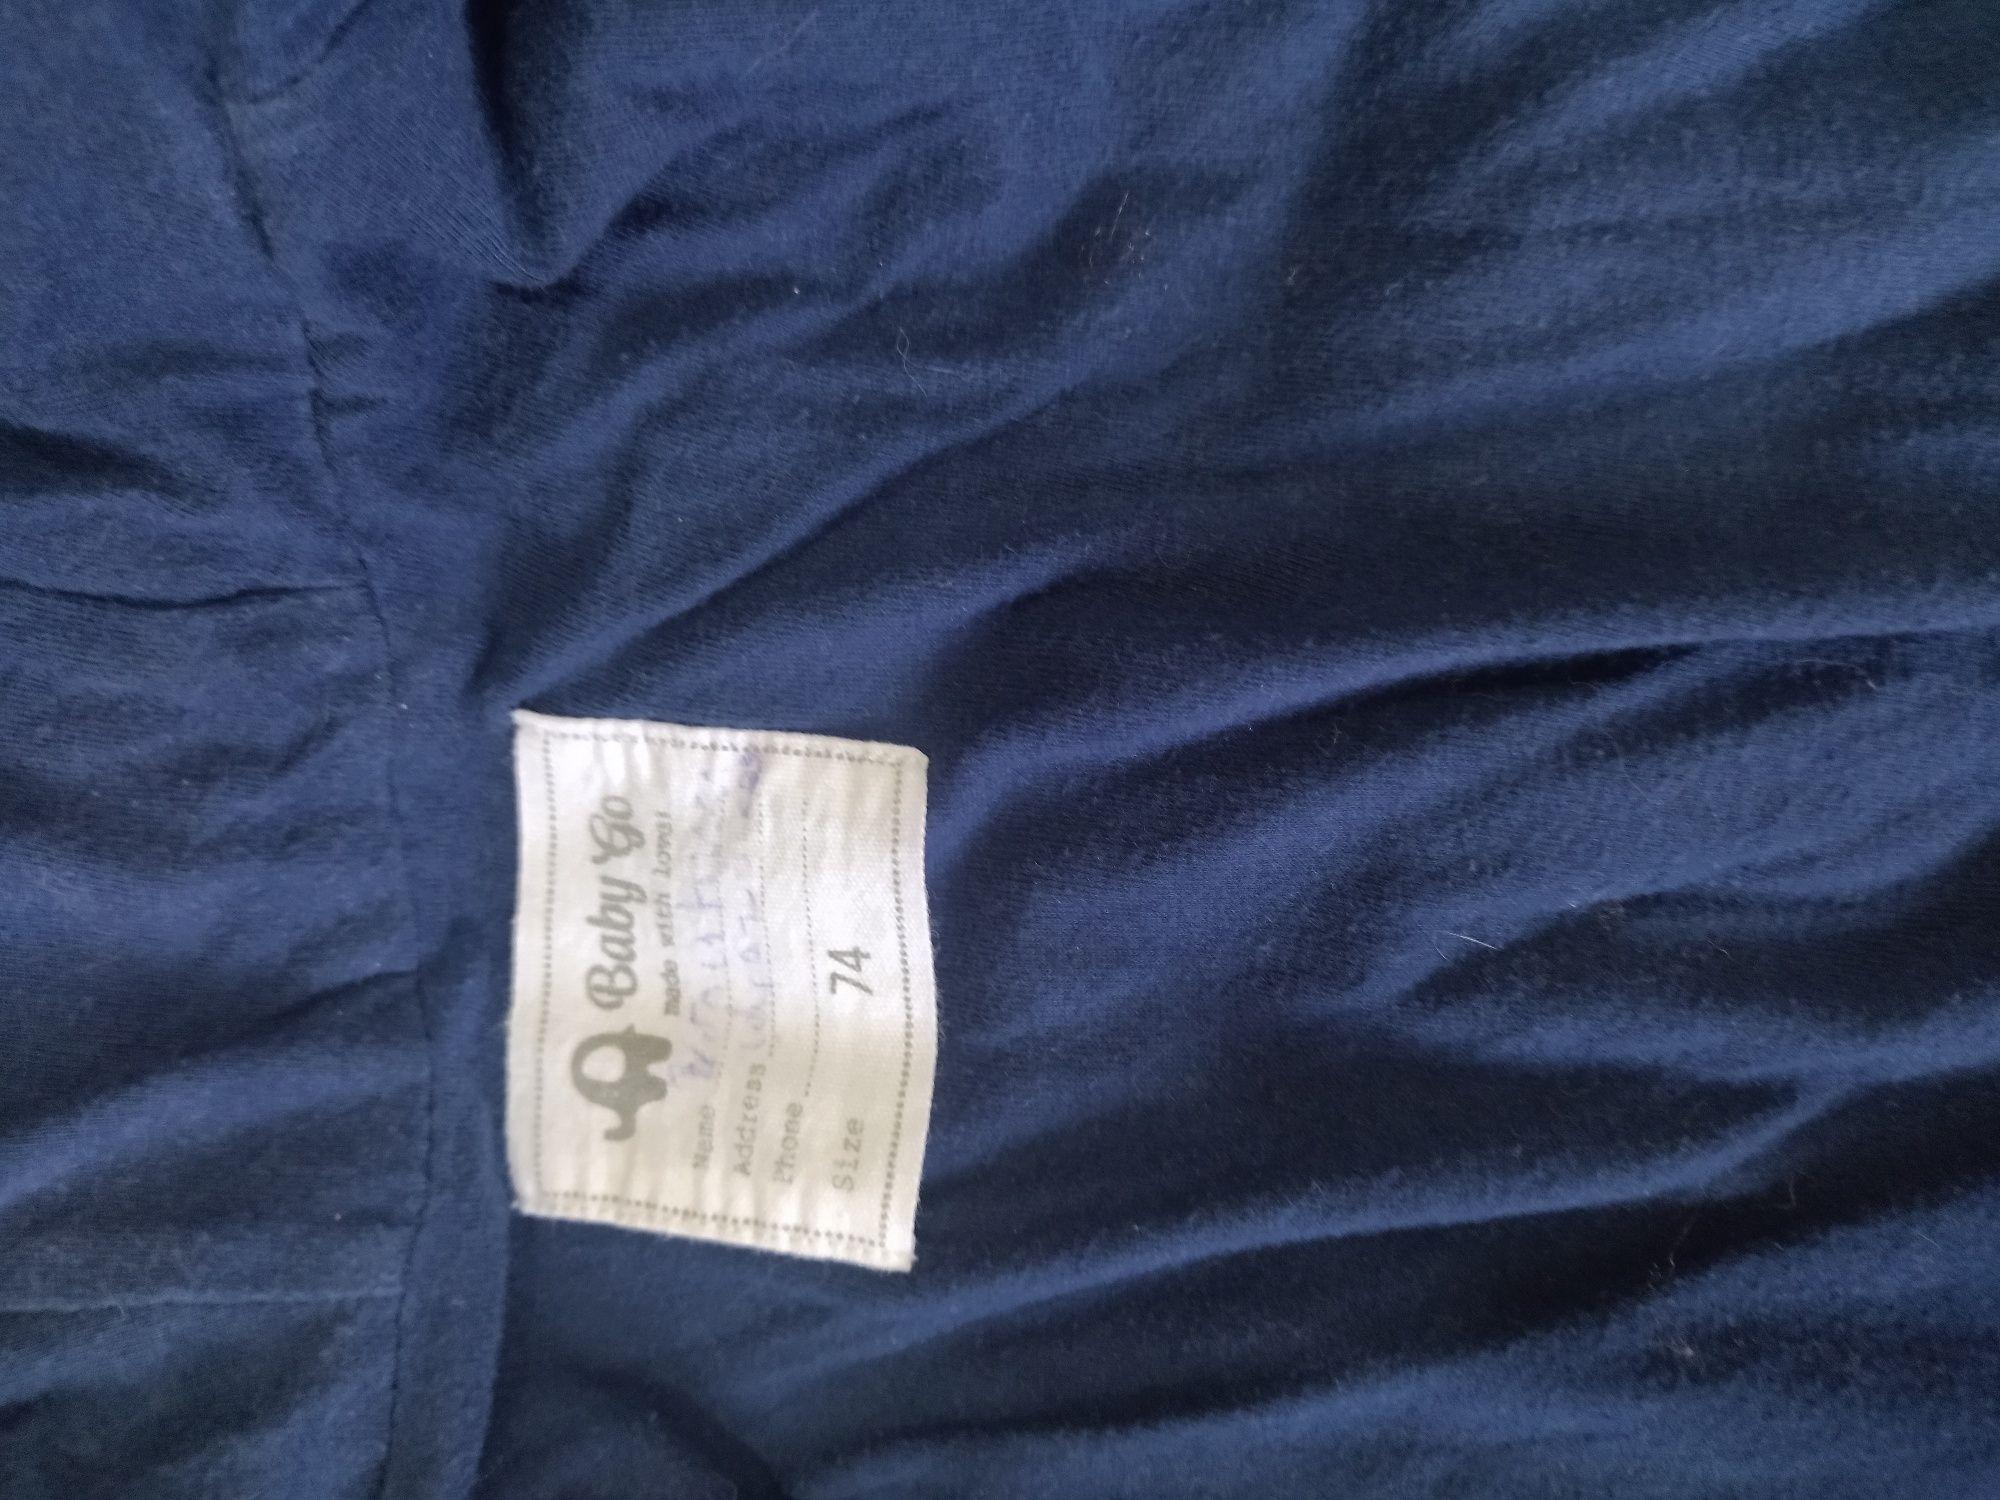 Baby Go
made with Love!
Name
Address
Phone
Size 74